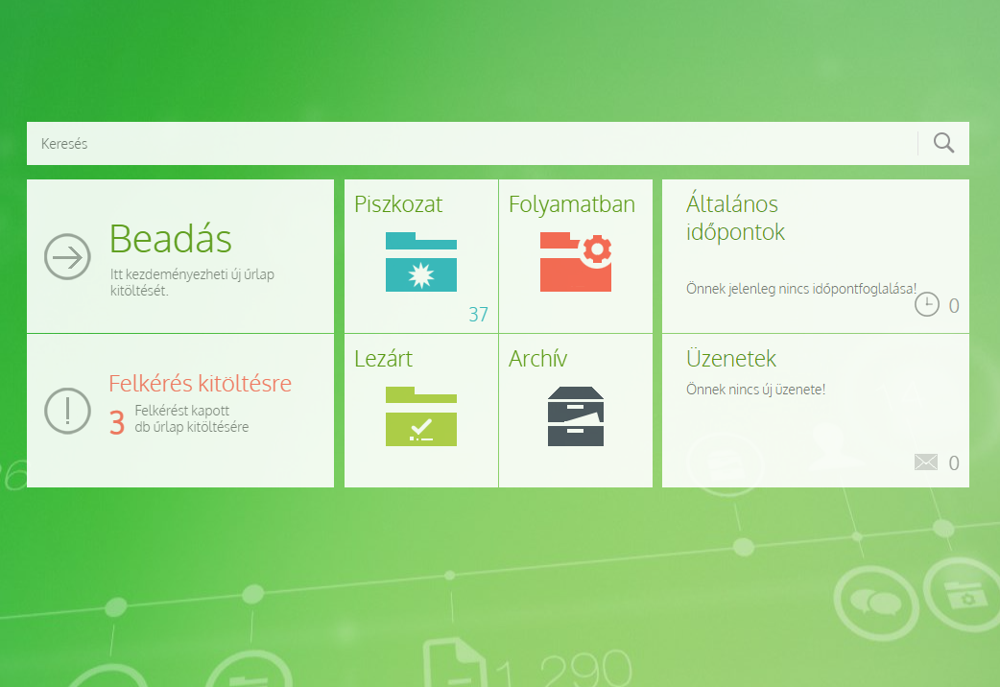 Keresés
Beadás
Itt kezdeményezheti új űrlap
kitöltését.
Piszkozat
37
Folyamatban
Általános
időpontok
Önnek jelenleg nincs időpontfoglalása!
0
Felkérés kitöltésre
3
Felkérést kapott
db űrlap kitöltésére
Lezárt
Archív
Üzenetek
Önnek nincs új üzenete!
0
1 290